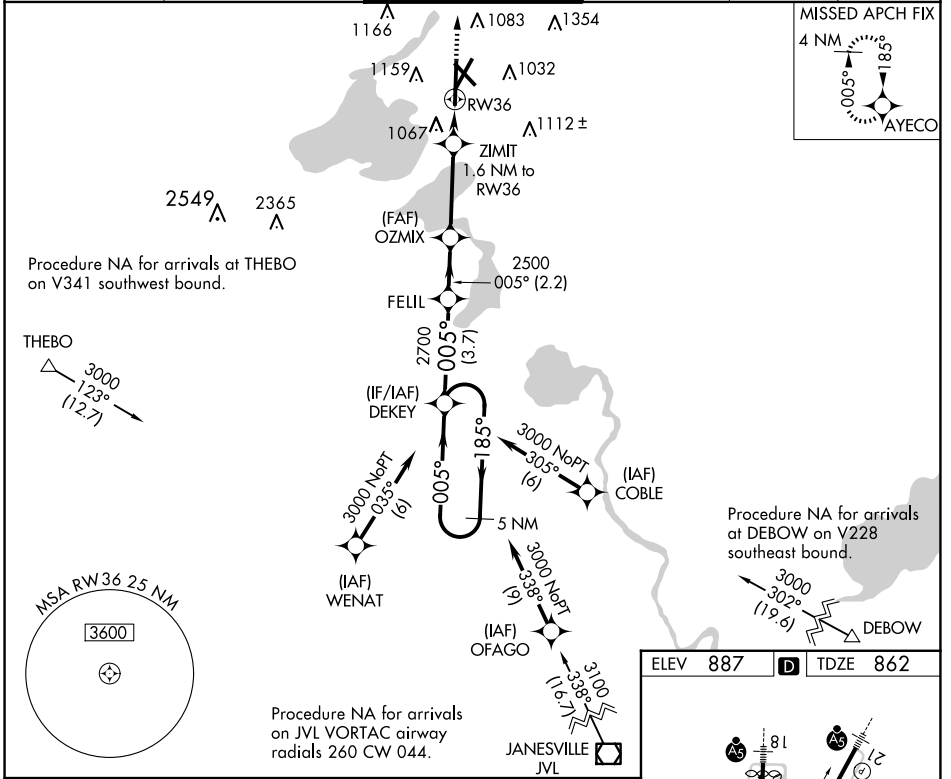 1166
1083
1354
MISSED APCH FIX
4 NM
005°
185°
AYECO
1159
1032
RW36
1067
1112 ±
ZIMIT
1.6 NM to
RW36
2549
2365
(FAF)
OZMIX
Procedure NA for arrivals at THEBO
on V341 southwest bound.
2500
005° (2.2)
FELIL
THEBO
3000
123°
(12.7)
2700
005°
(3.7)
(IF/IAF)
DEKEY
185°
005°
5 NM
3000 NoPT
305°
(6)
(IAF)
COBLE
3000 NoPT
035°
(6)
(IAF)
WENAT
Procedure NA for arrivals
at DEBOW on V228
southeast bound.
3000
302°
(19.6)
DEBOW
3000 NoPT
338°
(9)
(IAF)
OFAGO
MSA RW36 25 NM
3600
3100
338°
(16.7)
JANESVILLE
JVL
Procedure NA for arrivals
on JVL VORTAC airway
radials 260 CW 044.
ELEV 887 D TDZE 862
A5
18
A5
21
P